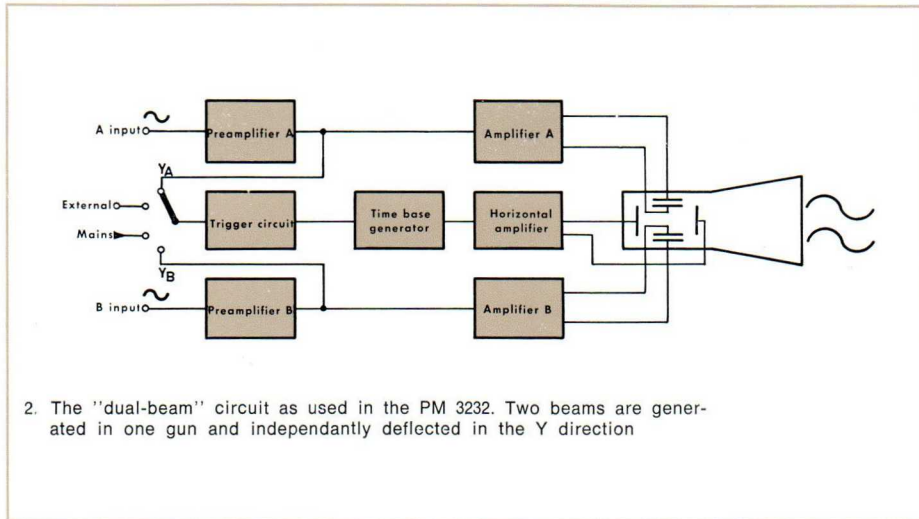 A input
Preamplifier A
Amplifier A
YA
External
Trigger circuit
Time base
generator
Horizontal
amplifier
Mains
YB
B input
Preamplifier B
Amplifier B
2. The "dual-beam" circuit as used in the PM 3232. Two beams are gener-
ated in one gun and independantly deflected in the Y direction